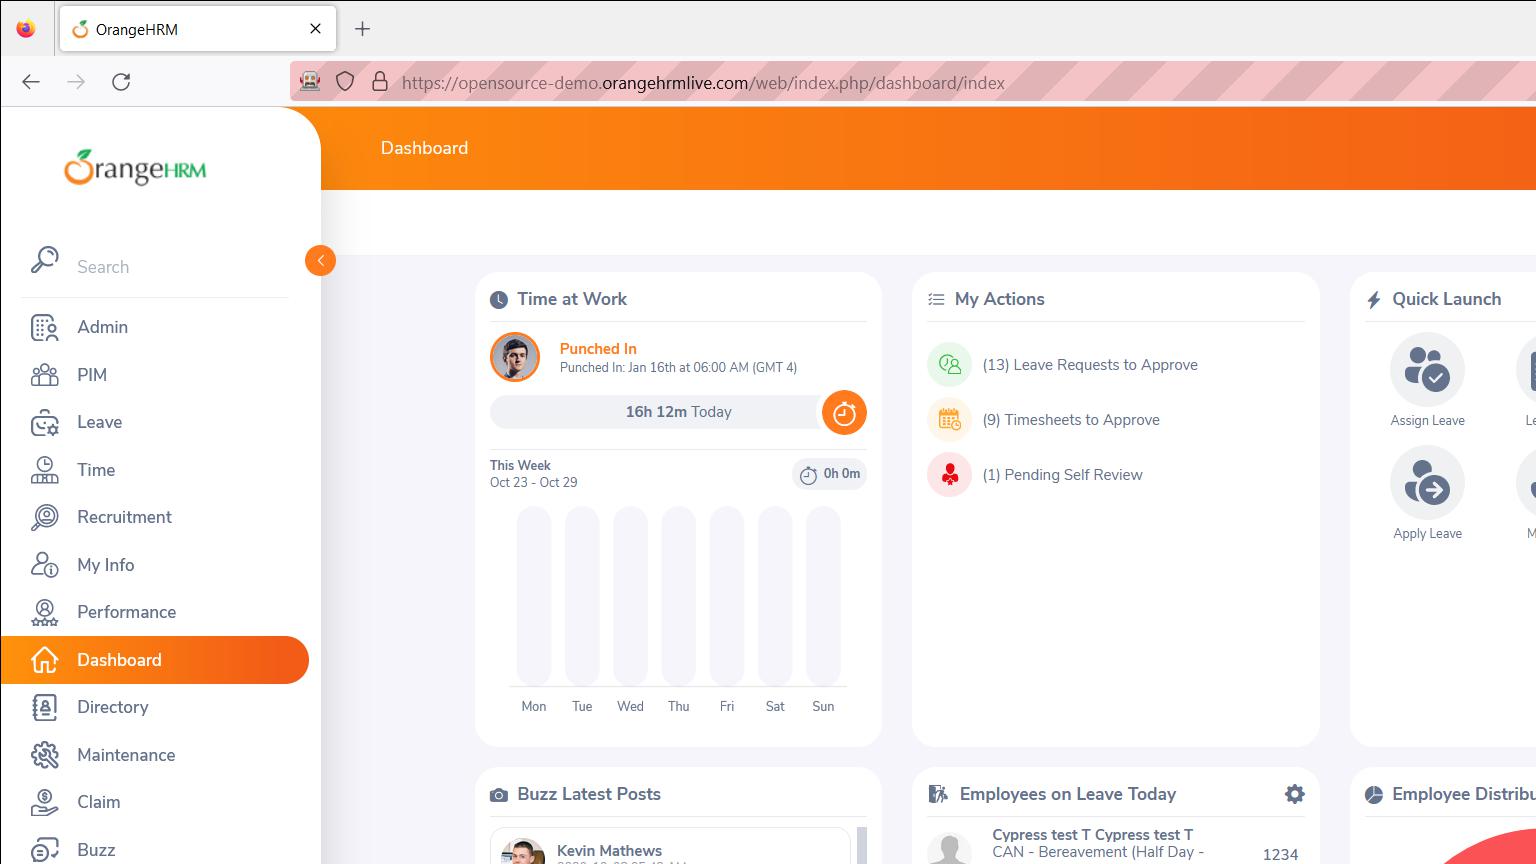 OrangeHRM
https://opensource-demo.orangehrmlive.com/web/index.php/dashboard/index
OrangeHRM
Dashboard
Search
Admin
PIM
Leave
Time
Recruitment
My Info
Performance
Dashboard
Directory
Maintenance
Claim
Buzz
Time at Work
Punched In
Punched In: Jan 16th at 06:00 AM (GMT 4)
16h 12m Today
This Week
Oct 23 - Oct 29
0h 0m
Mon Tue Wed Thu Fri Sat Sun
My Actions
(13) Leave Requests to Approve
(9) Timesheets to Approve
(1) Pending Self Review
Quick Launch
Assign Leave
Apply Leave
Buzz Latest Posts
Kevin Mathews
Employees on Leave Today
Cypress test T Cypress test T
CAN - Bereavement (Half Day -
1234
Employee Distribu